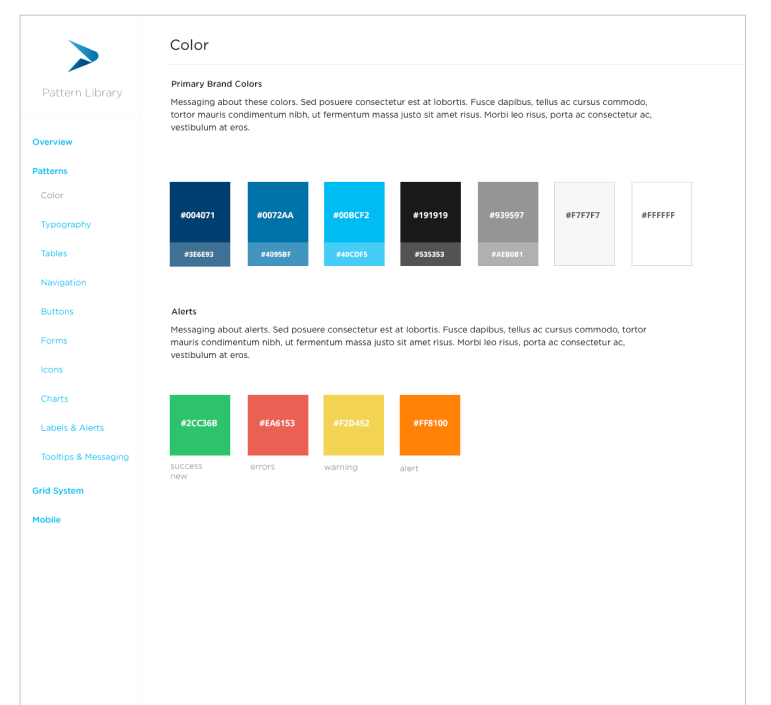 Pattern Library
Overview
Patterns
Color
Typography
Tables
Navigation
Buttons
Forms
Icons
Charts
Labels & Alerts
Tooltips & Messaging
Grid System
Mobile
Color
Primary Brand Colors
Messaging about these colors. Sed posuere consectetur est at lobortis. Fusce dapibus, tellus ac cursus commodo,
tortor mauris condimentum nibh, ut fermentum massa justo sit amet risus. Morbi leo risus, porta ac consectetur ac,
vestibulum at eros.
#004071 #0072AA #00BCF2 #191919 #939597 #F7F7F7 #FFFFFF
#3E6E93 #4095BF #40CDF5 #535353 #AEB0B1
Alerts
Messaging about alerts. Sed posuere consectetur est at lobortis. Fusce dapibus, tellus ac cursus commodo, tortor
mauris condimentum nibh, ut fermentum massa justo sit amet risus. Morbi leo risus, porta ac consectetur ac,
vestibulum at eros.
#2CC36B #EA6153 #F2D452 #FF8100
success errors warning alert
new